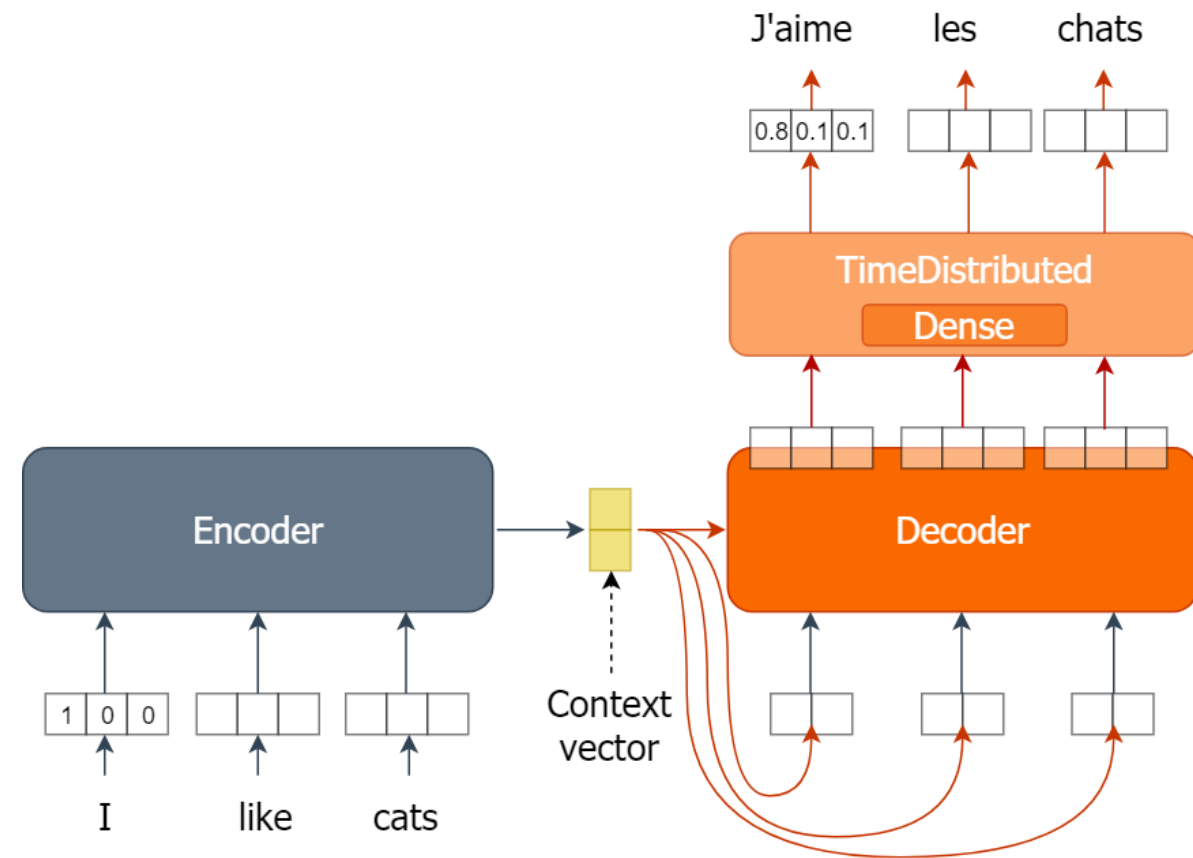 J'aime les chats
0.8 0.1 0.1
TimeDistributed
Dense
Encoder
Decoder
1 0 0
Context
vector
I like cats